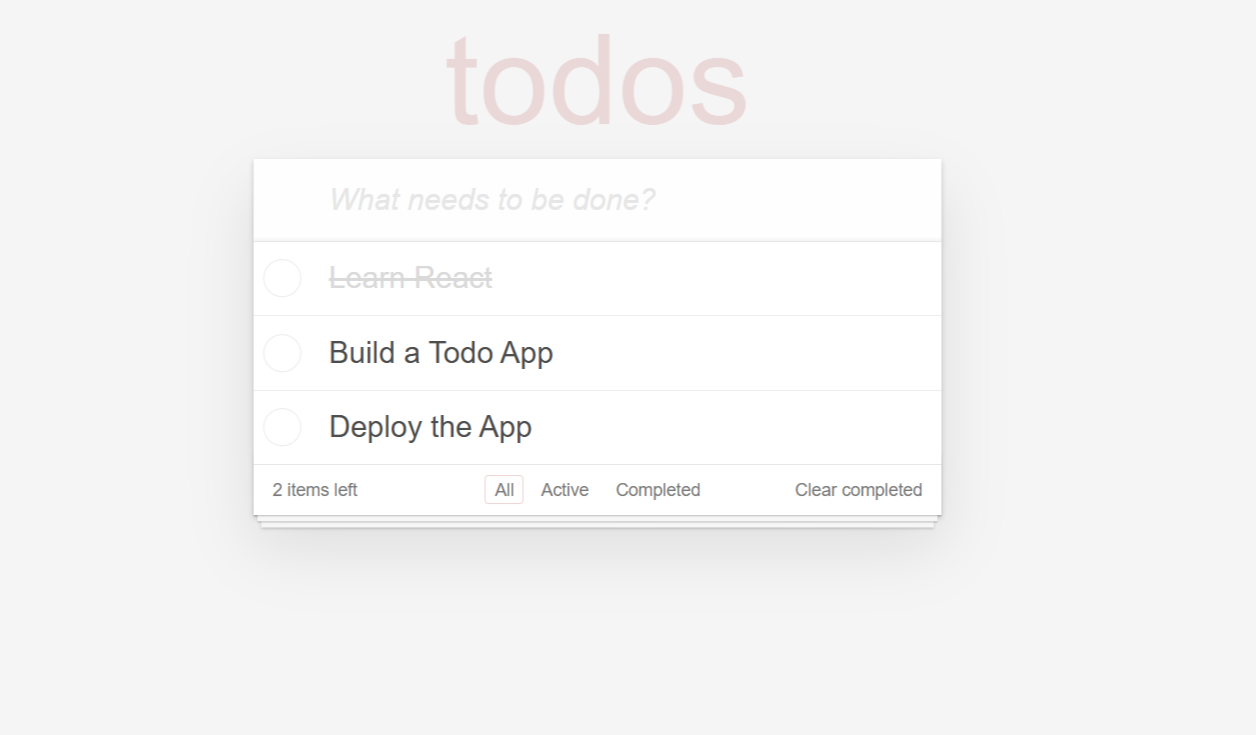 todos
What needs to be done?
Learn React
Build a Todo App
Deploy the App
2 items left All Active Completed Clear completed